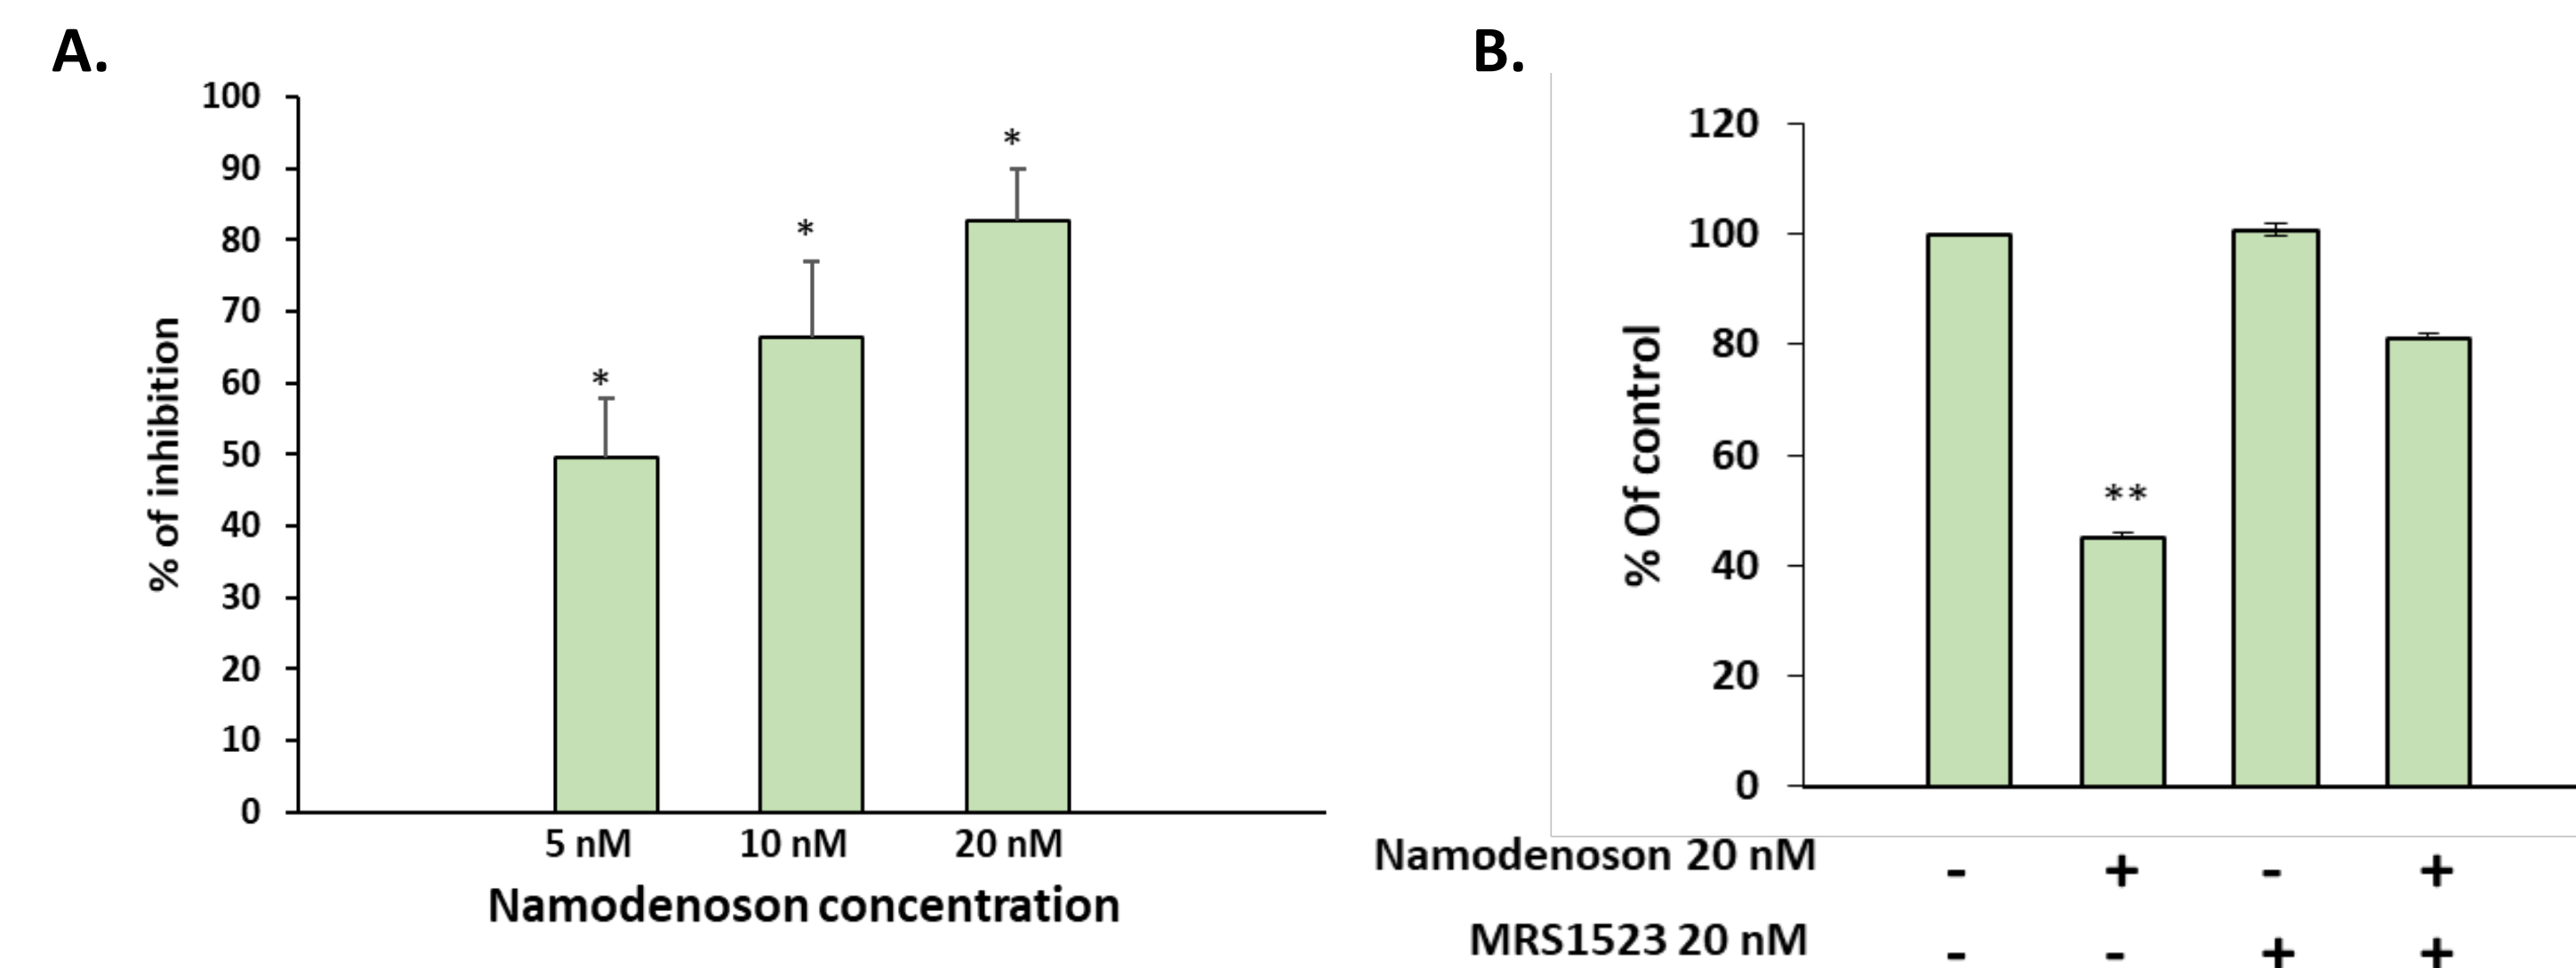 A.
% of inhibition
100
90
80
70
60
50
40
30
20
10
0
*
*
*
5 nM 10 nM 20 nM
Namodenoson concentration
B.
% Of control
120
100
80
60
40
20
0
**
Namodenoson 20 nM - + - +
MRS1523 20 nM - - + +